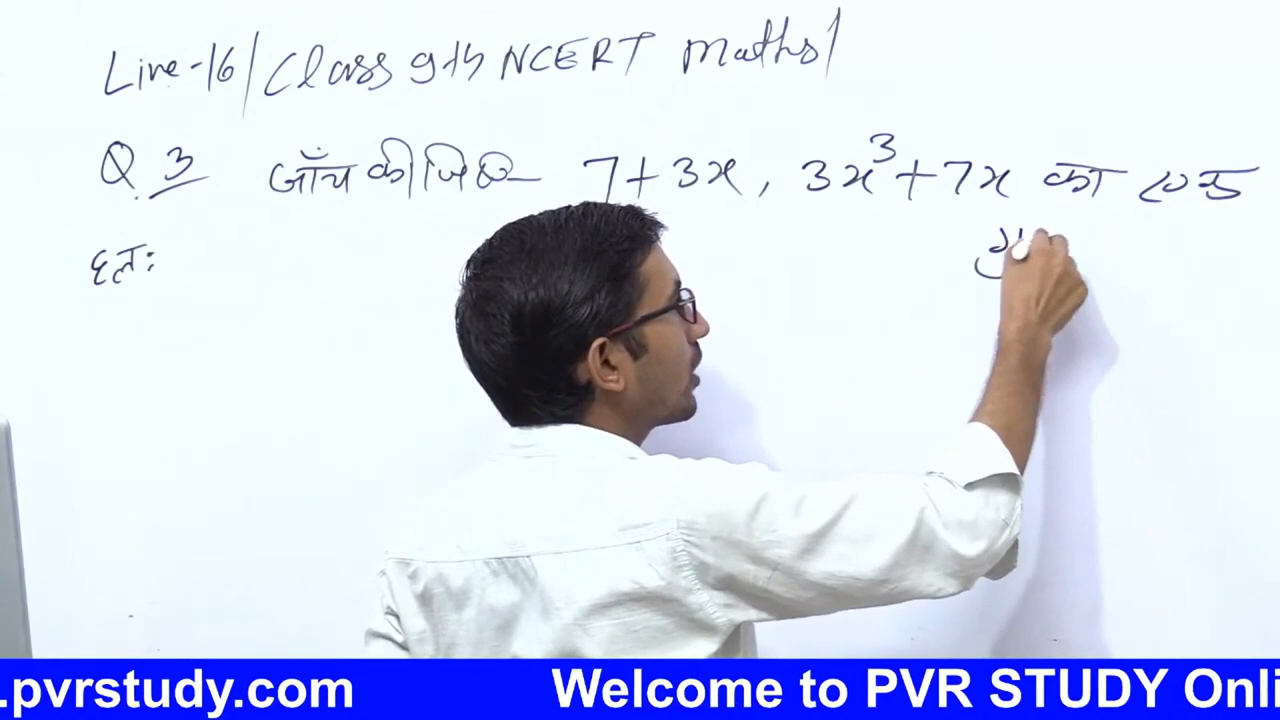 Live-16/Class 9th NCERT Maths/
Q.3 जाँच कीजिए 7+3x, 3x³+7x का एक
हल:
गु
.pvrstudy.com Welcome to PVR STUDY Onli